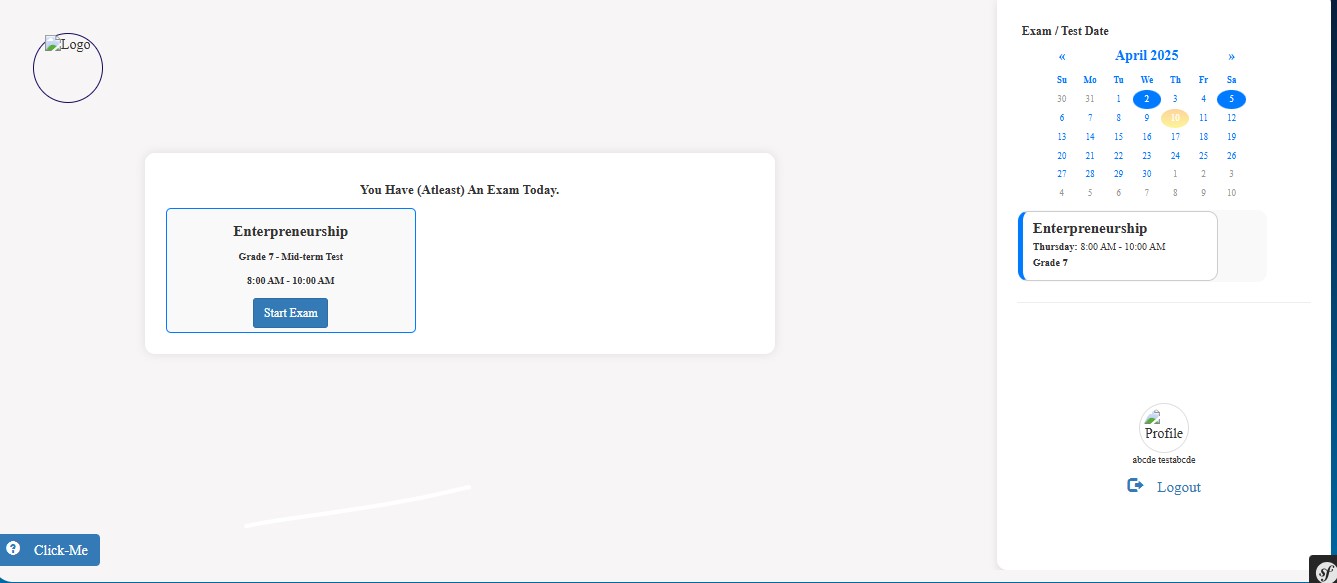 Logo
You Have (Atleast) An Exam Today.
Enterpreneurship
Grade 7 - Mid-term Test
8:00 AM - 10:00 AM
Start Exam
Click-Me
Exam / Test Date
« April 2025 »
Su Mo Tu We Th Fr Sa
30 31 1 2 3 4 5
6 7 8 9 10 11 12
13 14 15 16 17 18 19
20 21 22 23 24 25 26
27 28 29 30 1 2 3
4 5 6 7 8 9 10
Enterpreneurship
Thursday: 8:00 AM - 10:00 AM
Grade 7
Profile
abcde testabcde
Logout
sf